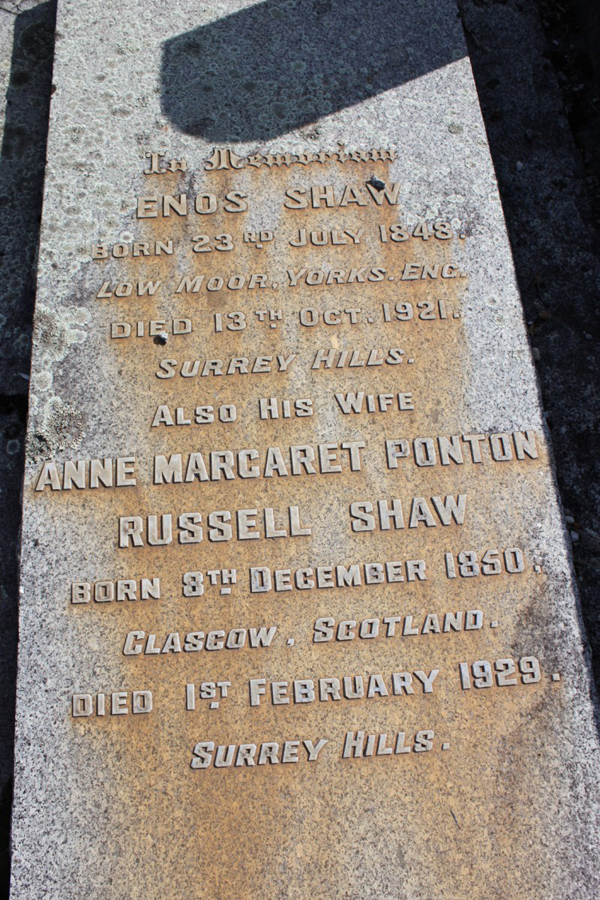 In Memoriam
ENOS SHAW
BORN 23RD JULY 1848.
LOW MOOR, YORKS. ENG.
DIED 13TH OCT. 1921.
SURREY HILLS.
ALSO HIS WIFE
ANNE MARGARET PONTON
RUSSELL SHAW
BORN 8TH DECEMBER 1850.
GLASGOW, SCOTLAND.
DIED 1ST FEBRUARY 1929.
SURREY HILLS.